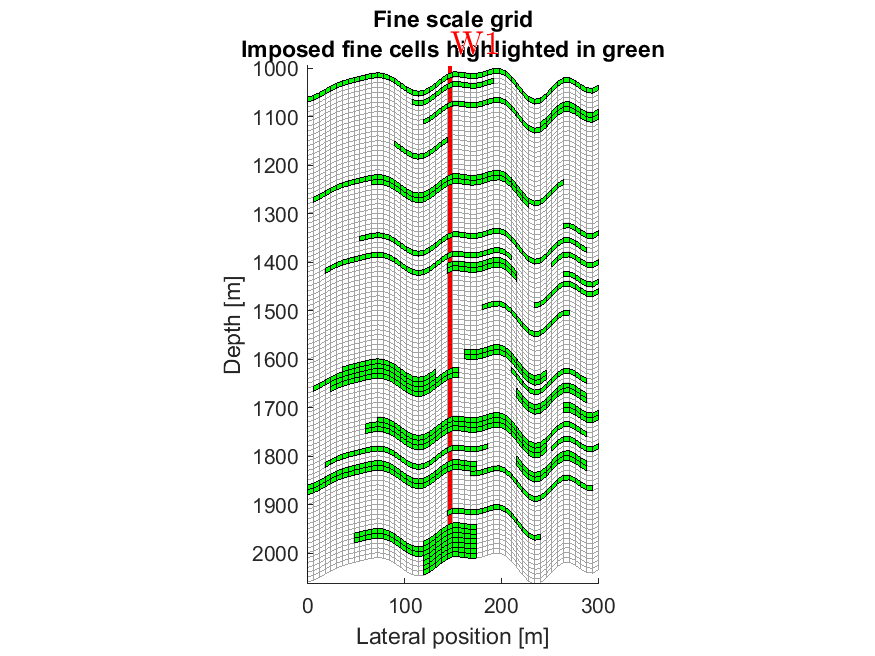 Fine scale grid
Imposed fine cells highlighted in green
W1
1000
1100
1200
1300
1400
1500
1600
1700
1800
1900
2000
Depth [m]
0 100 200 300
Lateral position [m]